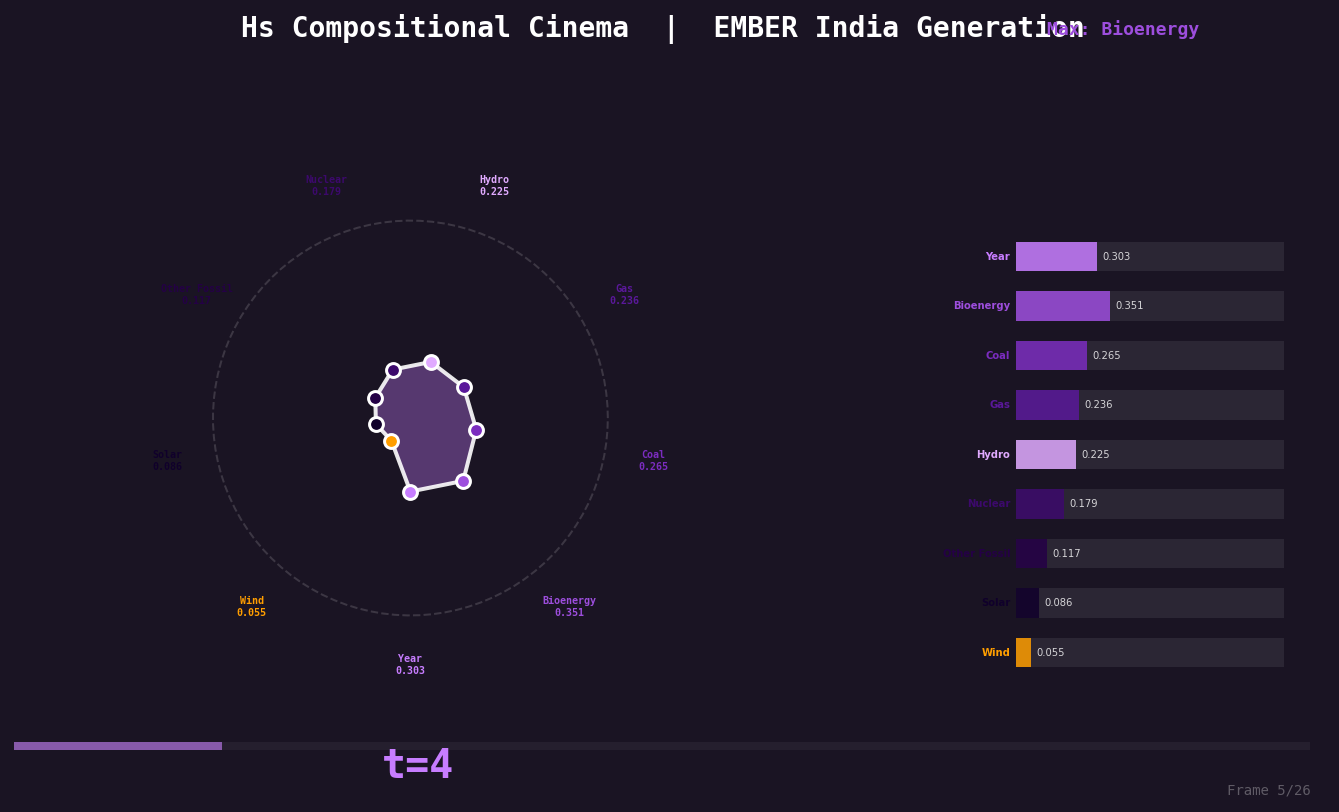 Hs Compositional Cinema | EMBER India Generation
Max: Bioenergy
Nuclear
0.179
Hydro
0.225
Other Fossil
0.117
Gas
0.236
Solar
0.086
Coal
0.265
Wind
0.055
Bioenergy
0.351
Year
0.303
Year 0.303
Bioenergy 0.351
Coal 0.265
Gas 0.236
Hydro 0.225
Nuclear 0.179
Other Fossil 0.117
Solar 0.086
Wind 0.055
t=4
Frame 5/26